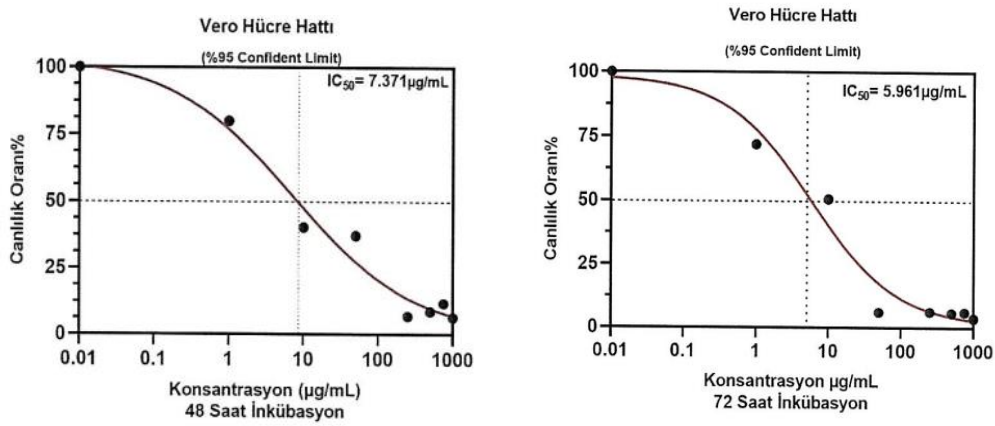 Vero Hücre Hattı
(%95 Confident Limit)
IC50= 7.371µg/mL
Canlılık Oranı%
100
75
50
25
0
0.01
0.1
1
10
100
1000
Konsantrasyon (µg/mL)
48 Saat İnkübasyon
Vero Hücre Hattı
(%95 Confident Limit)
IC50= 5.961µg/mL
Canlılık Oranı%
100
75
50
25
0
0.01
0.1
1
10
100
1000
Konsantrasyon µg/mL
72 Saat İnkübasyon